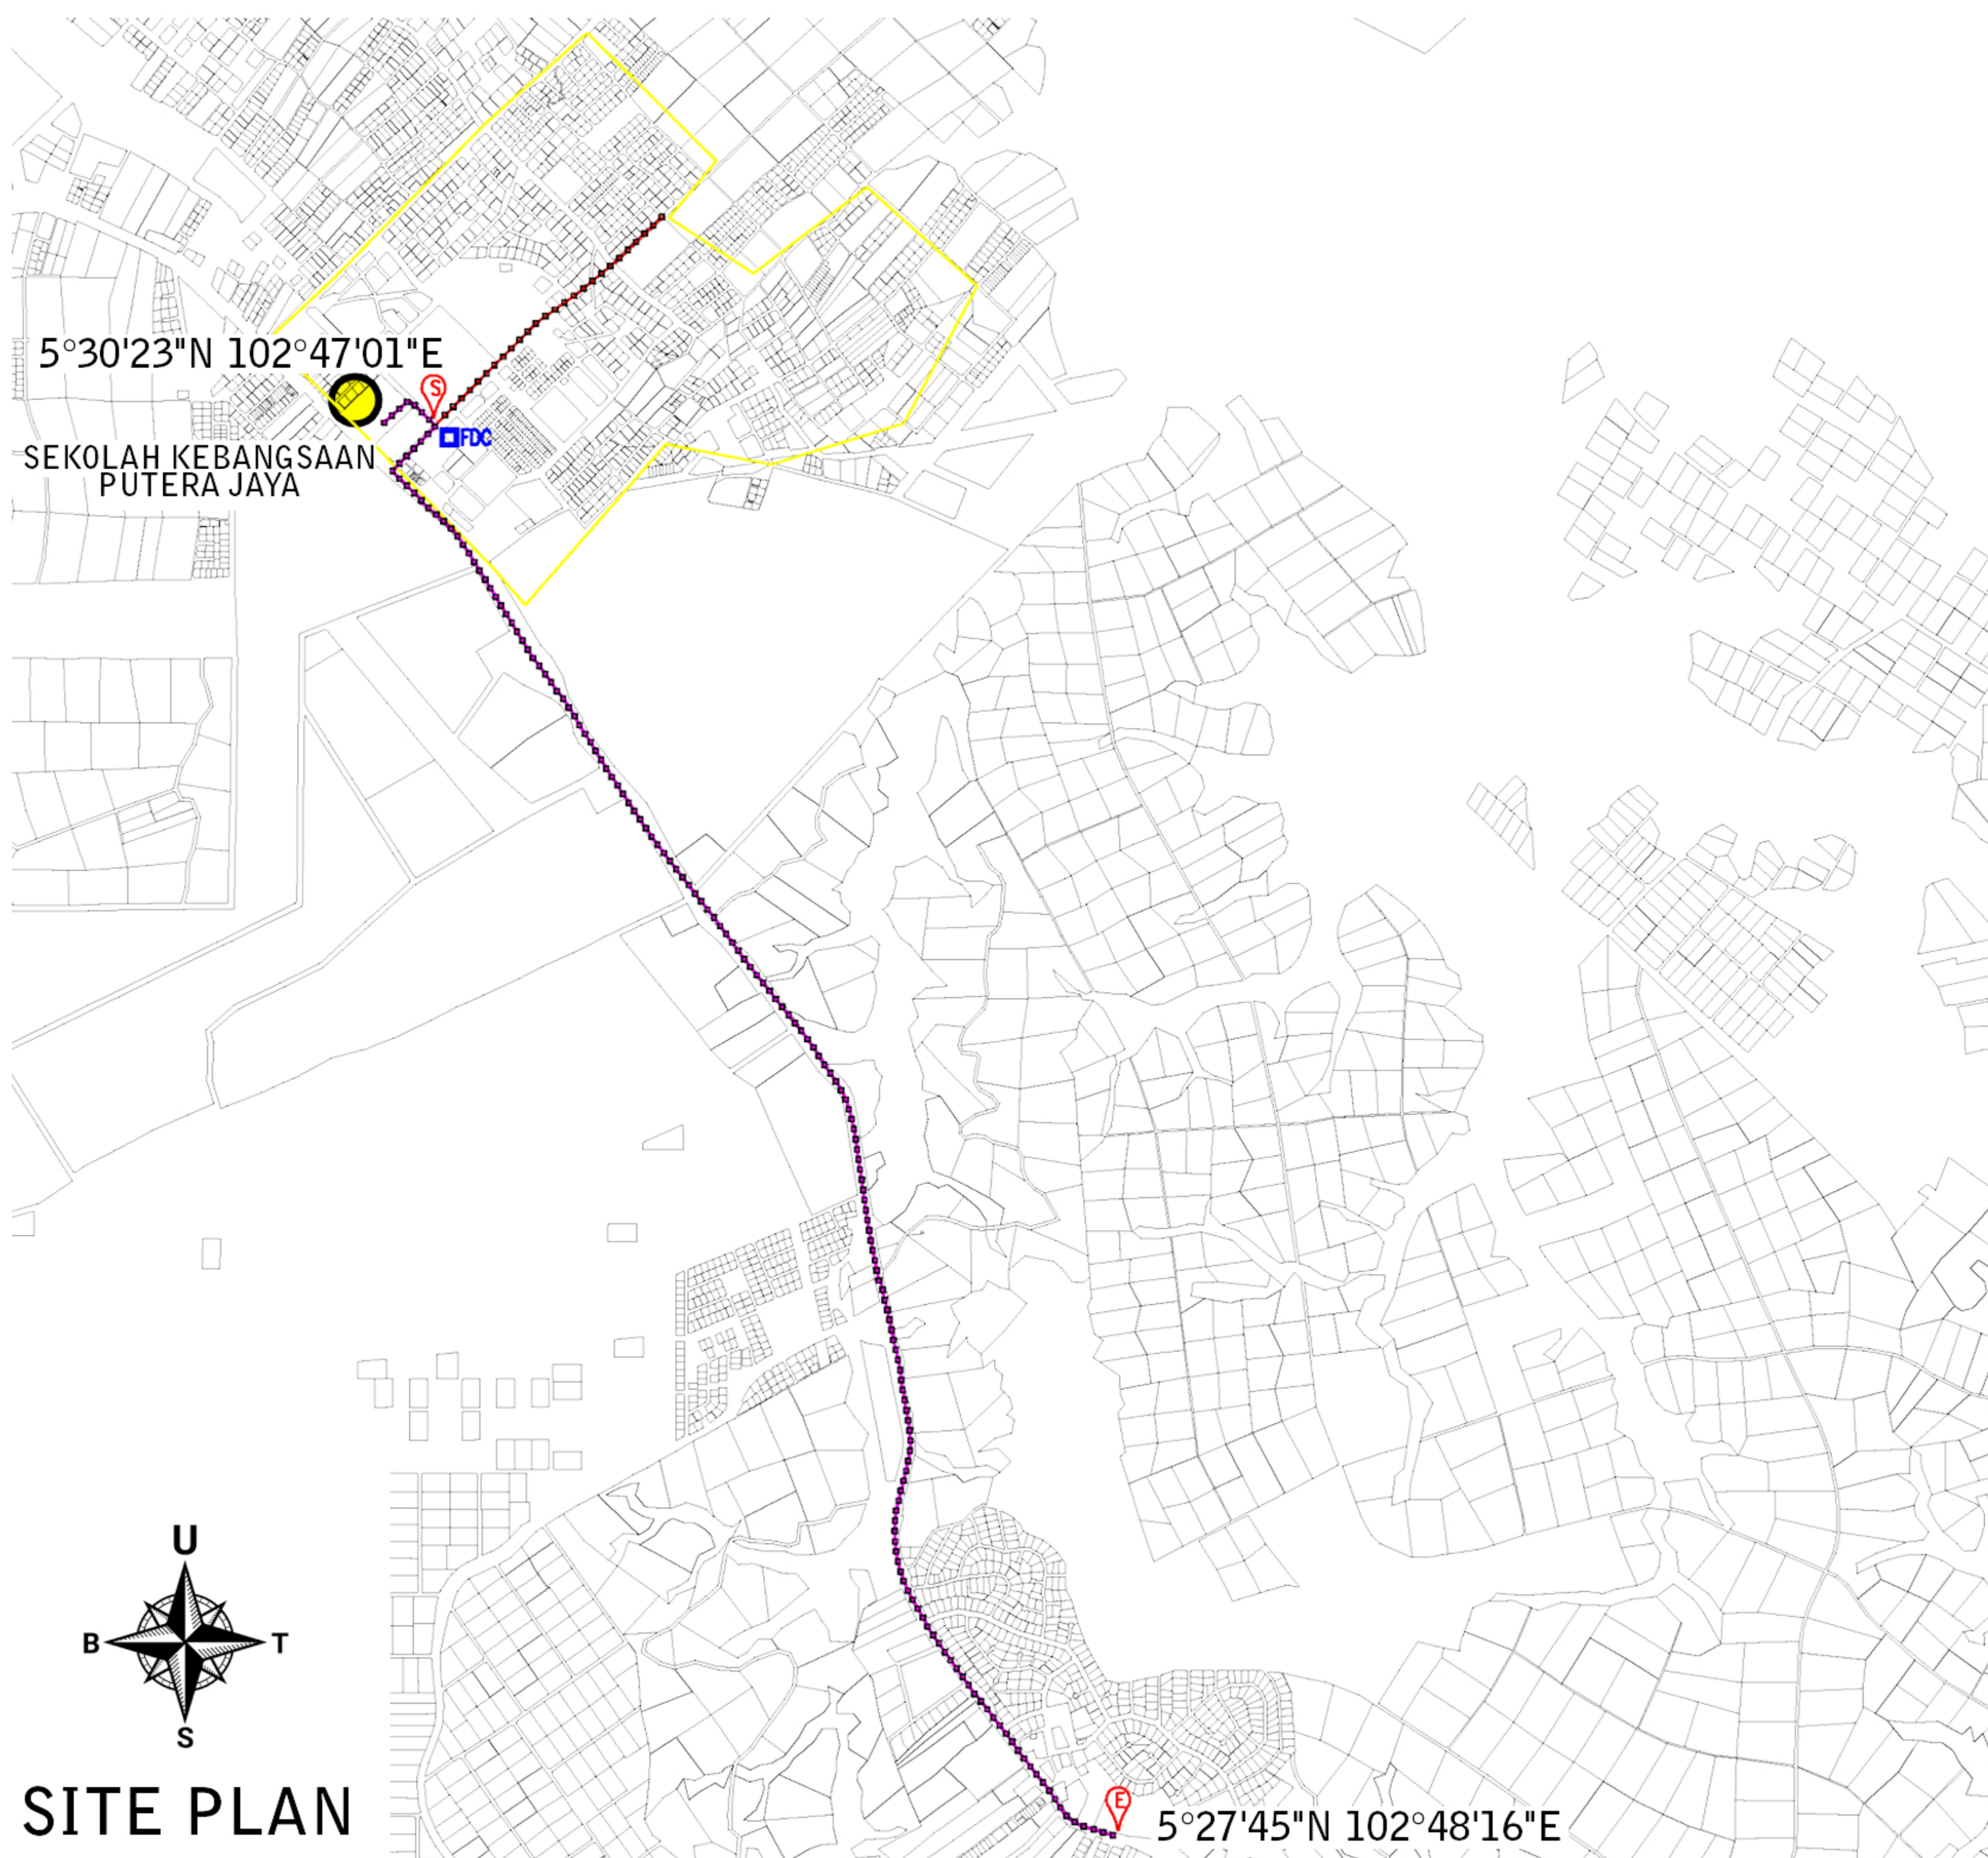 5°30'23"N 102°47'01"E
S
FDC
SEKOLAH KEBANGSAAN
PUTERA JAYA
U
B
T
S
SITE PLAN
E
5°27'45"N 102°48'16"E